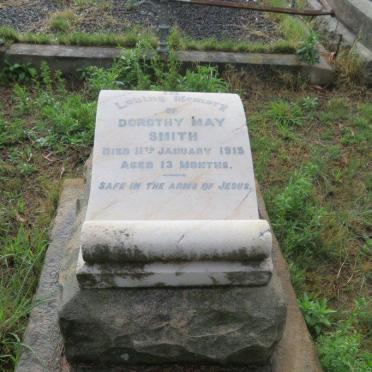 In Loving Memory
OF
DOROTHY MAY
SMITH
DIED 11TH JANUARY 1915
AGED 13 MONTHS.
SAFE IN THE ARMS OF JESUS.